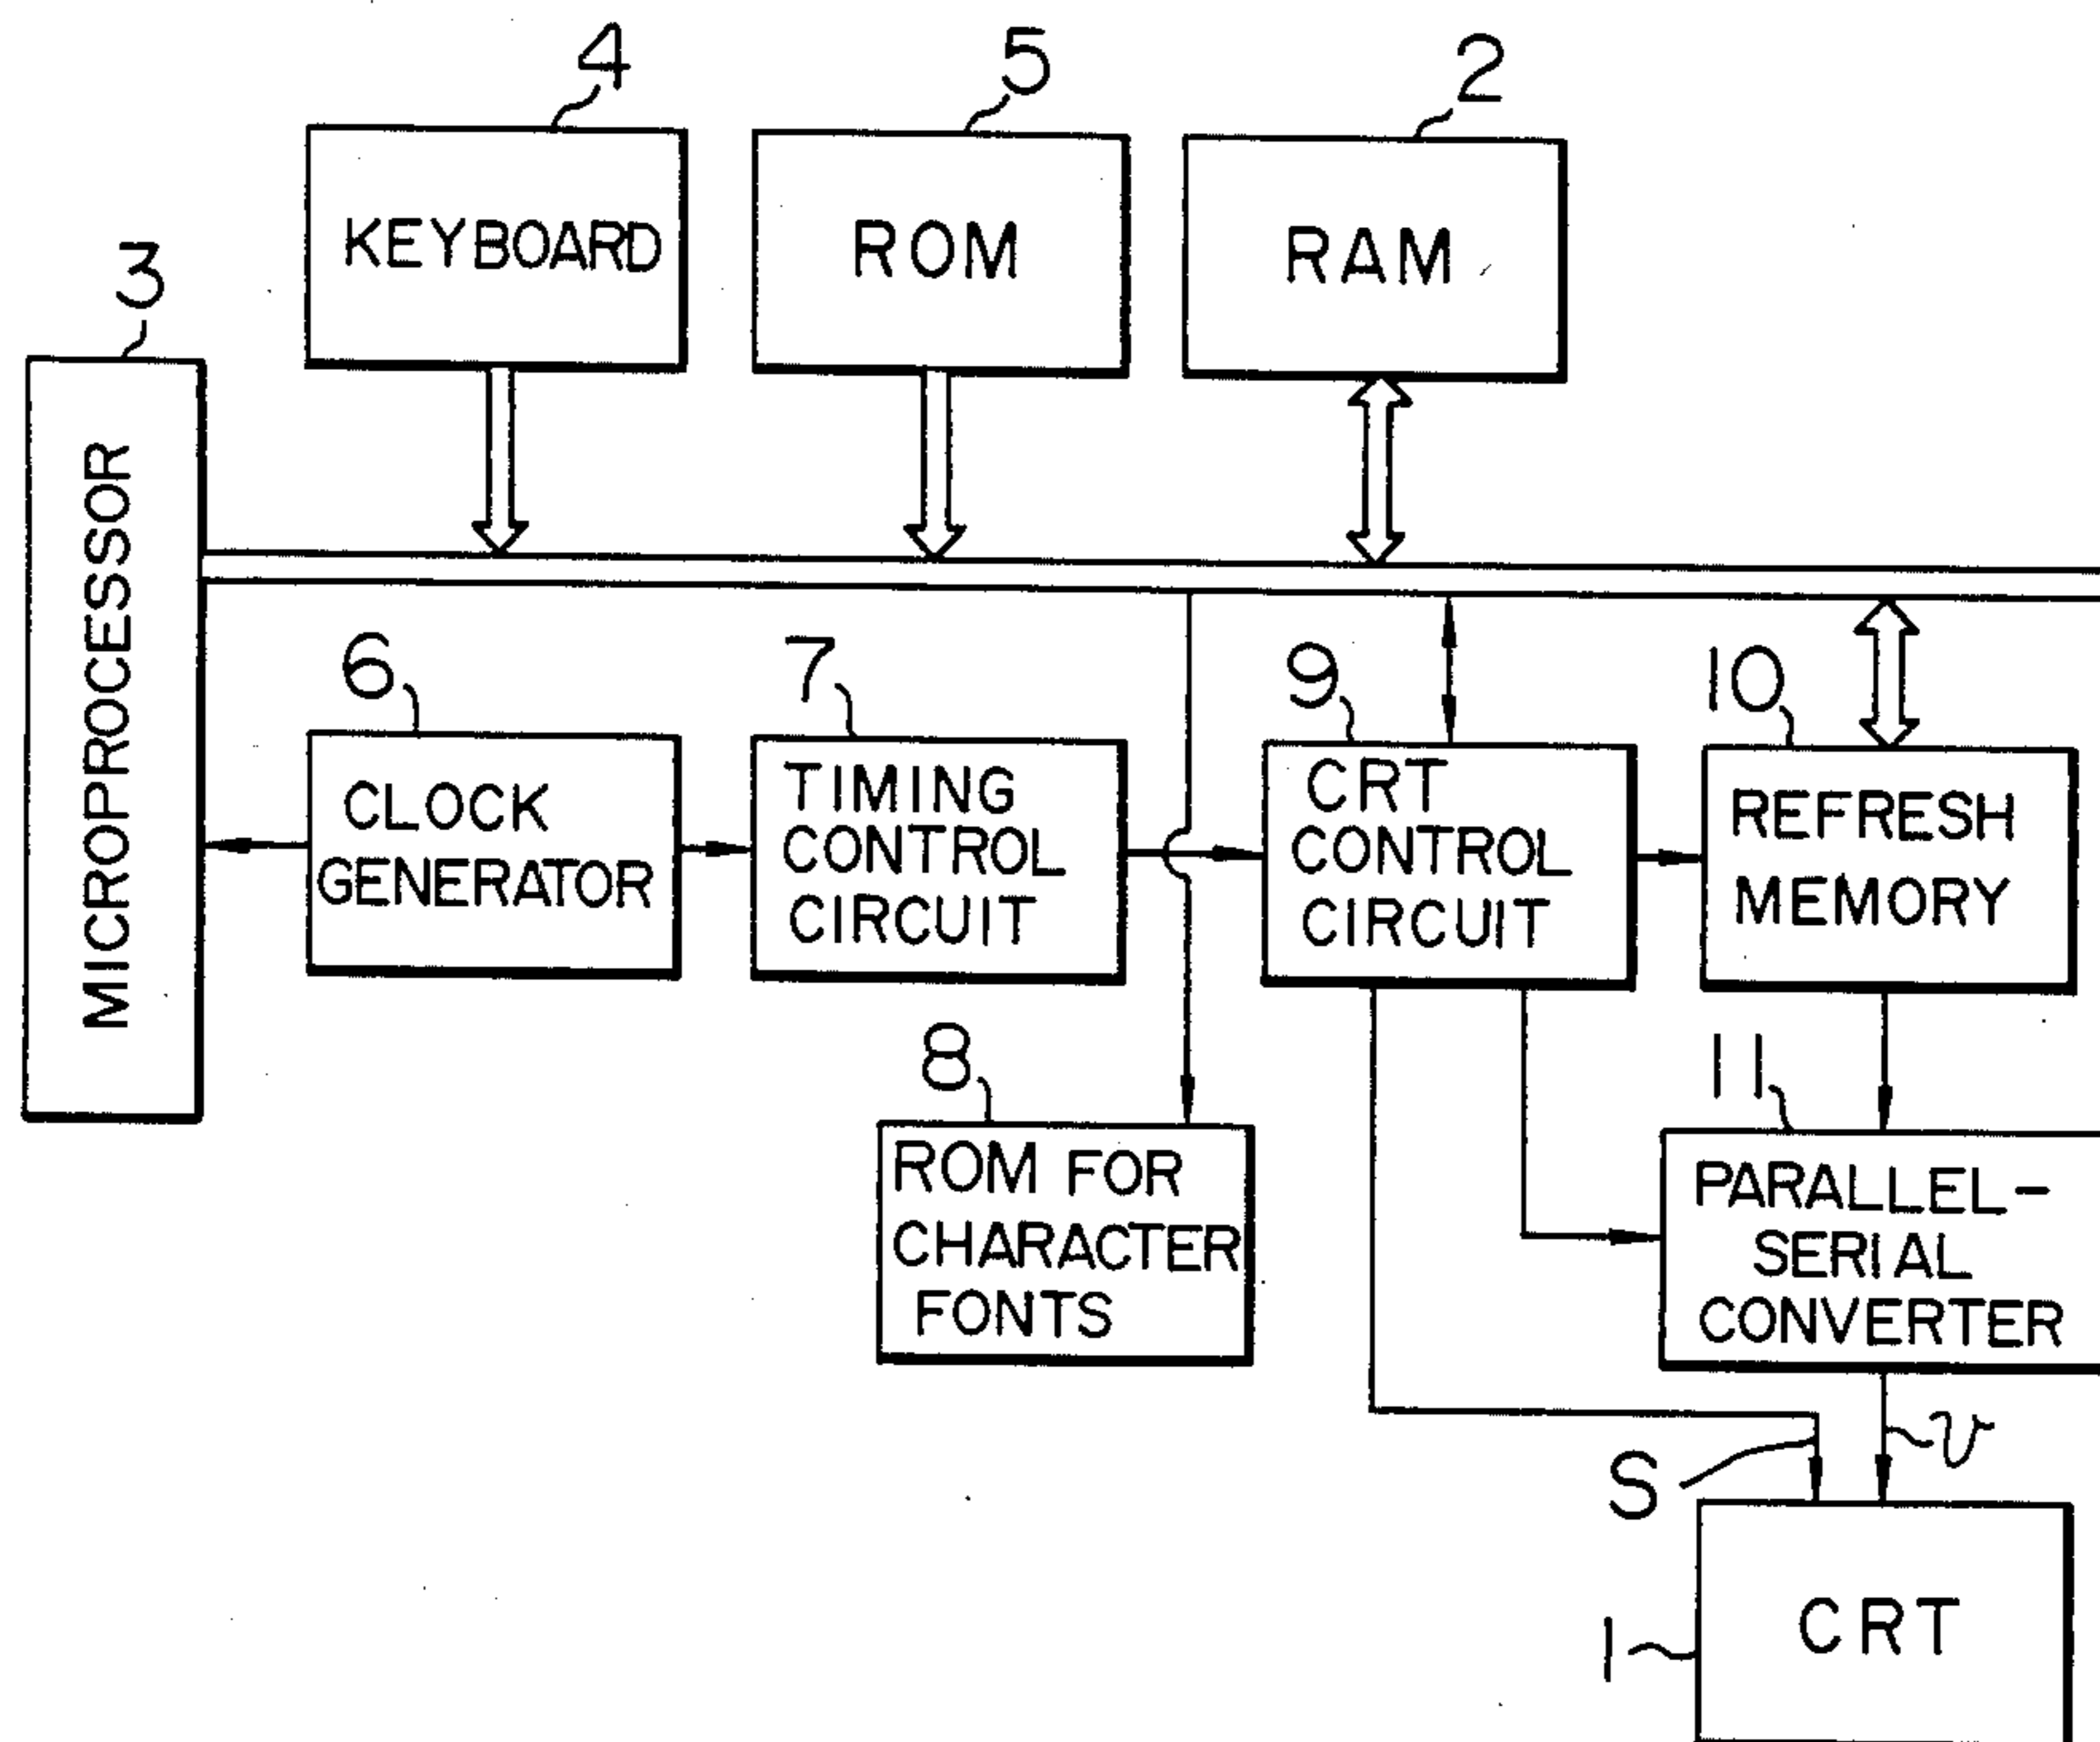 4
5
2
KEYBOARD
ROM
RAM
3
MICROPROCESSOR
6
7
9
10
CLOCK
GENERATOR
TIMING
CONTROL
CIRCUIT
CRT
CONTROL
CIRCUIT
REFRESH
MEMORY
8
11
ROM FOR
CHARACTER
FONTS
PARALLEL-
SERIAL
CONVERTER
S
v
1
CRT